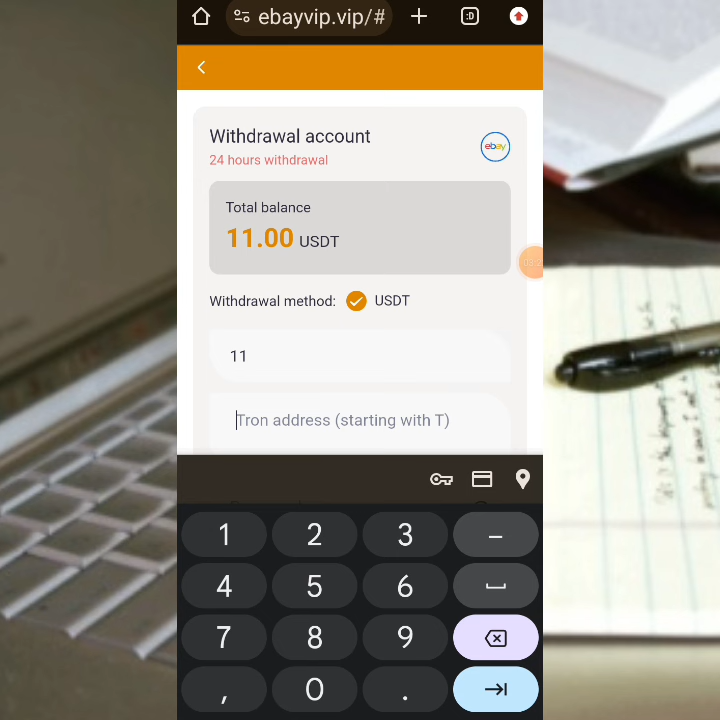 ebayvip.vip/#
:D
Withdrawal account
24 hours withdrawal
ebay
Total balance
11.00 USDT
Withdrawal method: USDT
11
Tron address (starting with T)
1 2 3 –
4 5 6
7 8 9
, 0 .